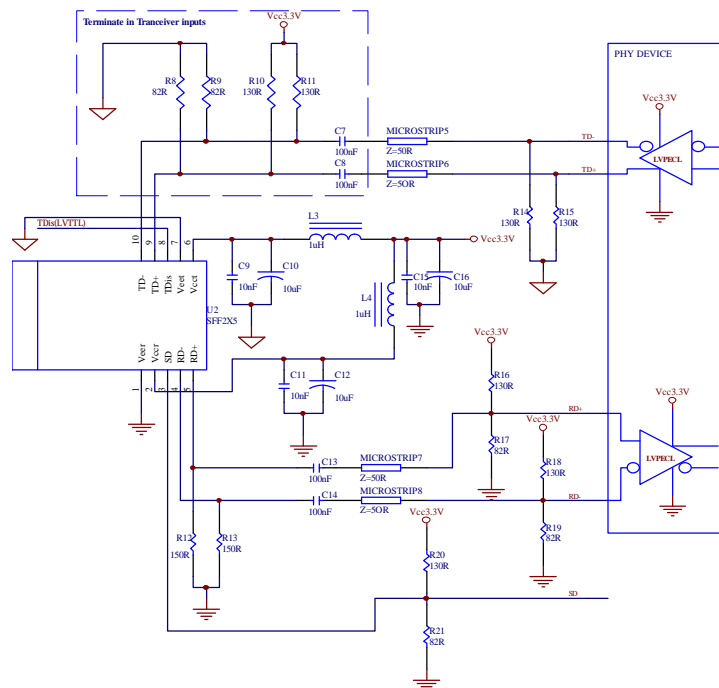 Terminate in Tranceiver inputs
Vcc3.3V
PHY DEVICE
R8
82R
R9
82R
R10
130R
R11
130R
Vcc3.3V
C7
100nF
MICROSTRIP5
Z=50R
TD-
LVPECL
C8
100nF
MICROSTRIP6
Z=5OR
TD+
R14
130R
R15
130R
TDis(LVTTL)
10
9
8
7
6
TD-
TD+
TDis
Veet
Vcct
L3
1uH
Vcc3.3V
C9
10nF
C10
10uF
C15
10nF
C16
10uF
L4
1uH
U2
SFF2X5
Veer
Vccr
SD
RD-
RD+
1
2
3
4
5
C11
10nF
C12
10uF
Vcc3.3V
R16
130R
R17
82R
RD+
Vcc3.3V
Vcc3.3V
LVPECL
R18
130R
C13
100nF
MICROSTRIP7
Z=50R
C14
100nF
MICROSTRIP8
Z=5OR
RD-
R19
82R
R12
150R
R13
150R
Vcc3.3V
R20
130R
SD
R21
82R